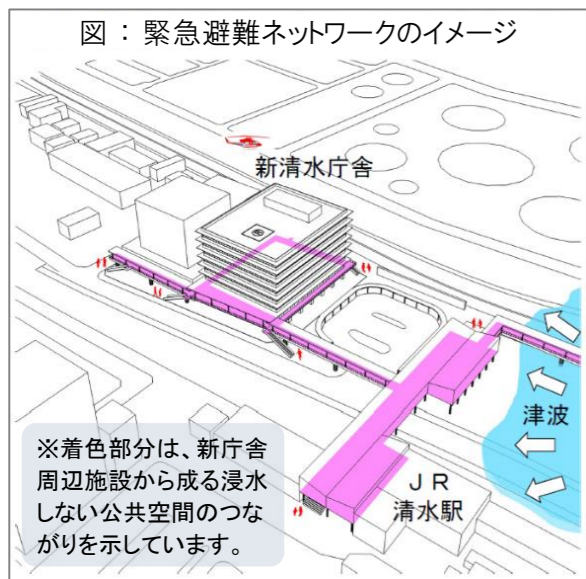 図 ： 緊急避難ネットワークのイメージ
新清水庁舎
津波
ＪＲ
清水駅
※着色部分は、新庁舎
周辺施設から成る浸水
しない公共空間のつな
がりを示しています。